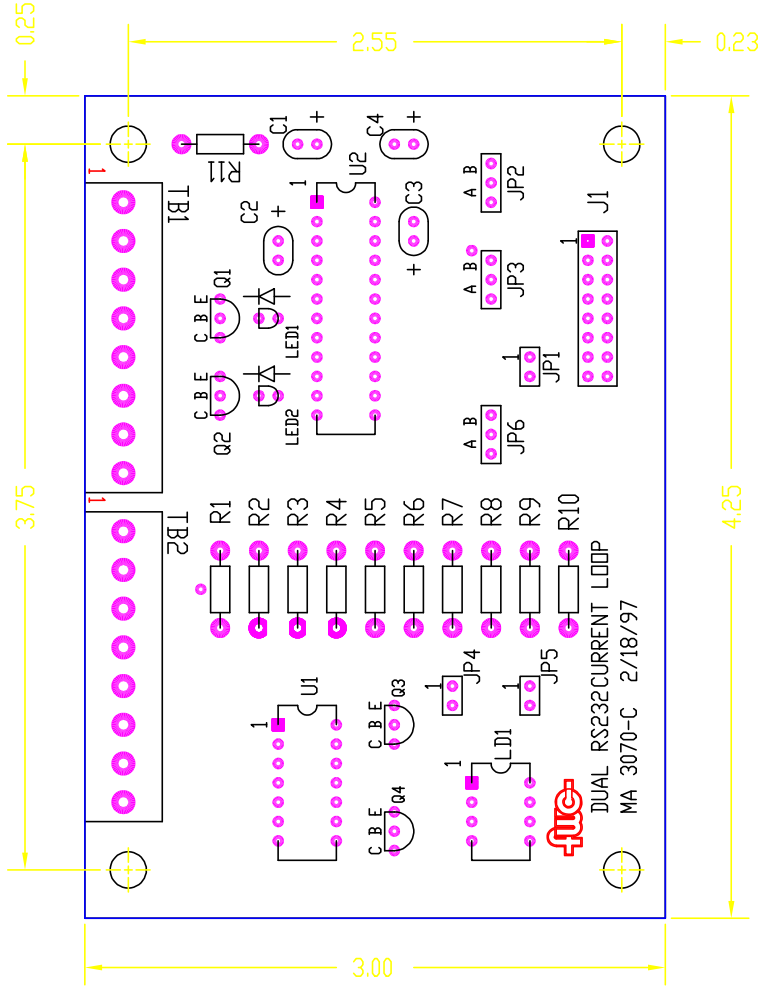 0.25
2.55
0.23
C1 +
C4 +
R11
U2
1
1
TB1
C2 +
C3
+
A B
JP2
J1
1
A B
JP3
Q1
C B E
LED1
1
JP1
Q2
C B E
LED2
A B
JP6
3.75
4.25
1
TB2
R1
R2
R3
R4
R5
R6
R7
R8
R9
R10
U1
1
Q3
C B E
1
JP4
1
JP5
Q4
C B E
1
LD1
DUAL RS232 CURRENT LOOP
MA 3070-C 2/18/97
3.00